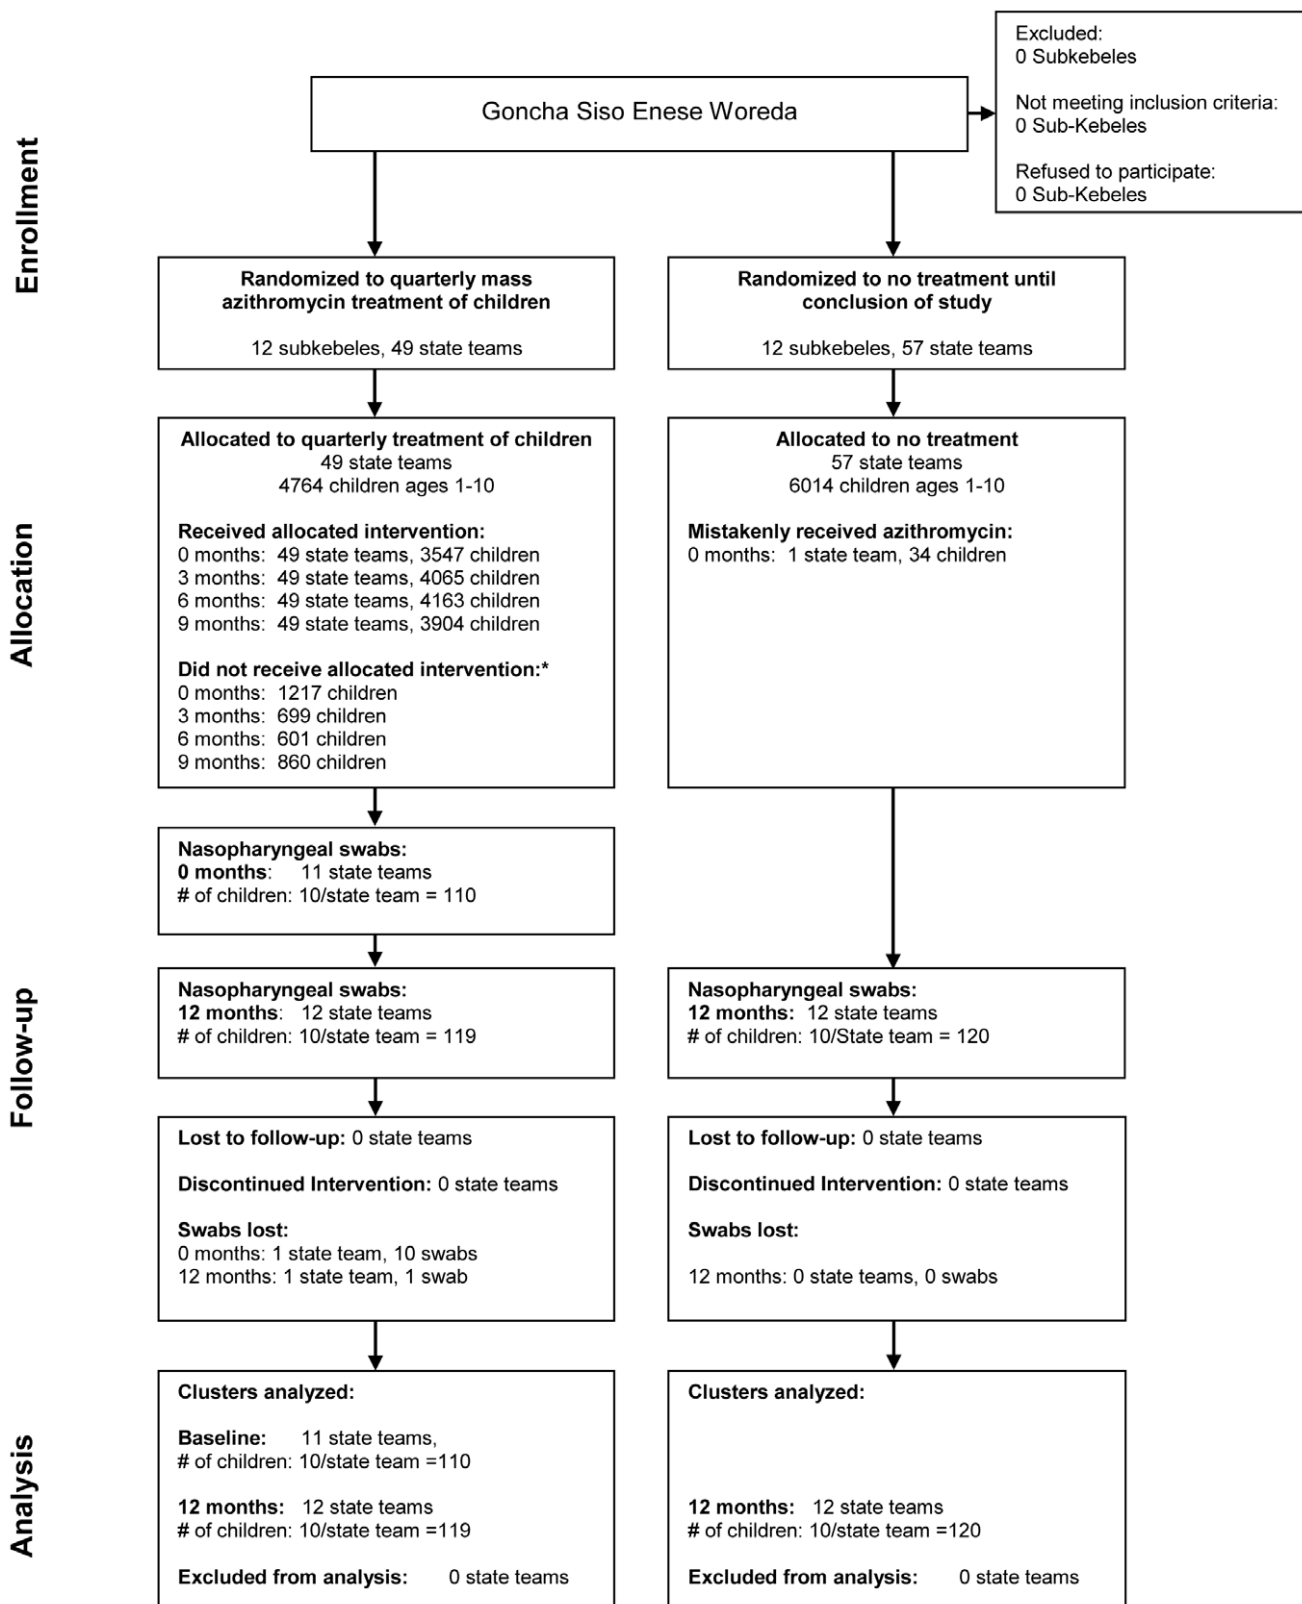 Enrollment
Goncha Siso Enese Woreda
Excluded:
0 Subkebeles
Not meeting inclusion criteria:
0 Sub-Kebeles
Refused to participate:
0 Sub-Kebeles
Randomized to quarterly mass
azithromycin treatment of children
12 subkebeles, 49 state teams
Randomized to no treatment until
conclusion of study
12 subkebeles, 57 state teams
Allocation
Allocated to quarterly treatment of children
49 state teams
4764 children ages 1-10
Received allocated intervention:
0 months: 49 state teams, 3547 children
3 months: 49 state teams, 4065 children
6 months: 49 state teams, 4163 children
9 months: 49 state teams, 3904 children
Did not receive allocated intervention:*
0 months: 1217 children
3 months: 699 children
6 months: 601 children
9 months: 860 children
Allocated to no treatment
57 state teams
6014 children ages 1-10
Mistakenly received azithromycin:
0 months: 1 state team, 34 children
Nasopharyngeal swabs:
0 months: 11 state teams
# of children: 10/state team = 110
Follow-up
Nasopharyngeal swabs:
12 months: 12 state teams
# of children: 10/state team = 119
Nasopharyngeal swabs:
12 months: 12 state teams
# of children: 10/State team = 120
Lost to follow-up: 0 state teams
Discontinued Intervention: 0 state teams
Swabs lost:
0 months: 1 state team, 10 swabs
12 months: 1 state team, 1 swab
Lost to follow-up: 0 state teams
Discontinued Intervention: 0 state teams
Swabs lost:
12 months: 0 state teams, 0 swabs
Analysis
Clusters analyzed:
Baseline: 11 state teams,
# of children: 10/state team =110
12 months: 12 state teams
# of children: 10/state team =119
Excluded from analysis: 0 state teams
Clusters analyzed:
12 months: 12 state teams
# of children: 10/state team =120
Excluded from analysis: 0 state teams